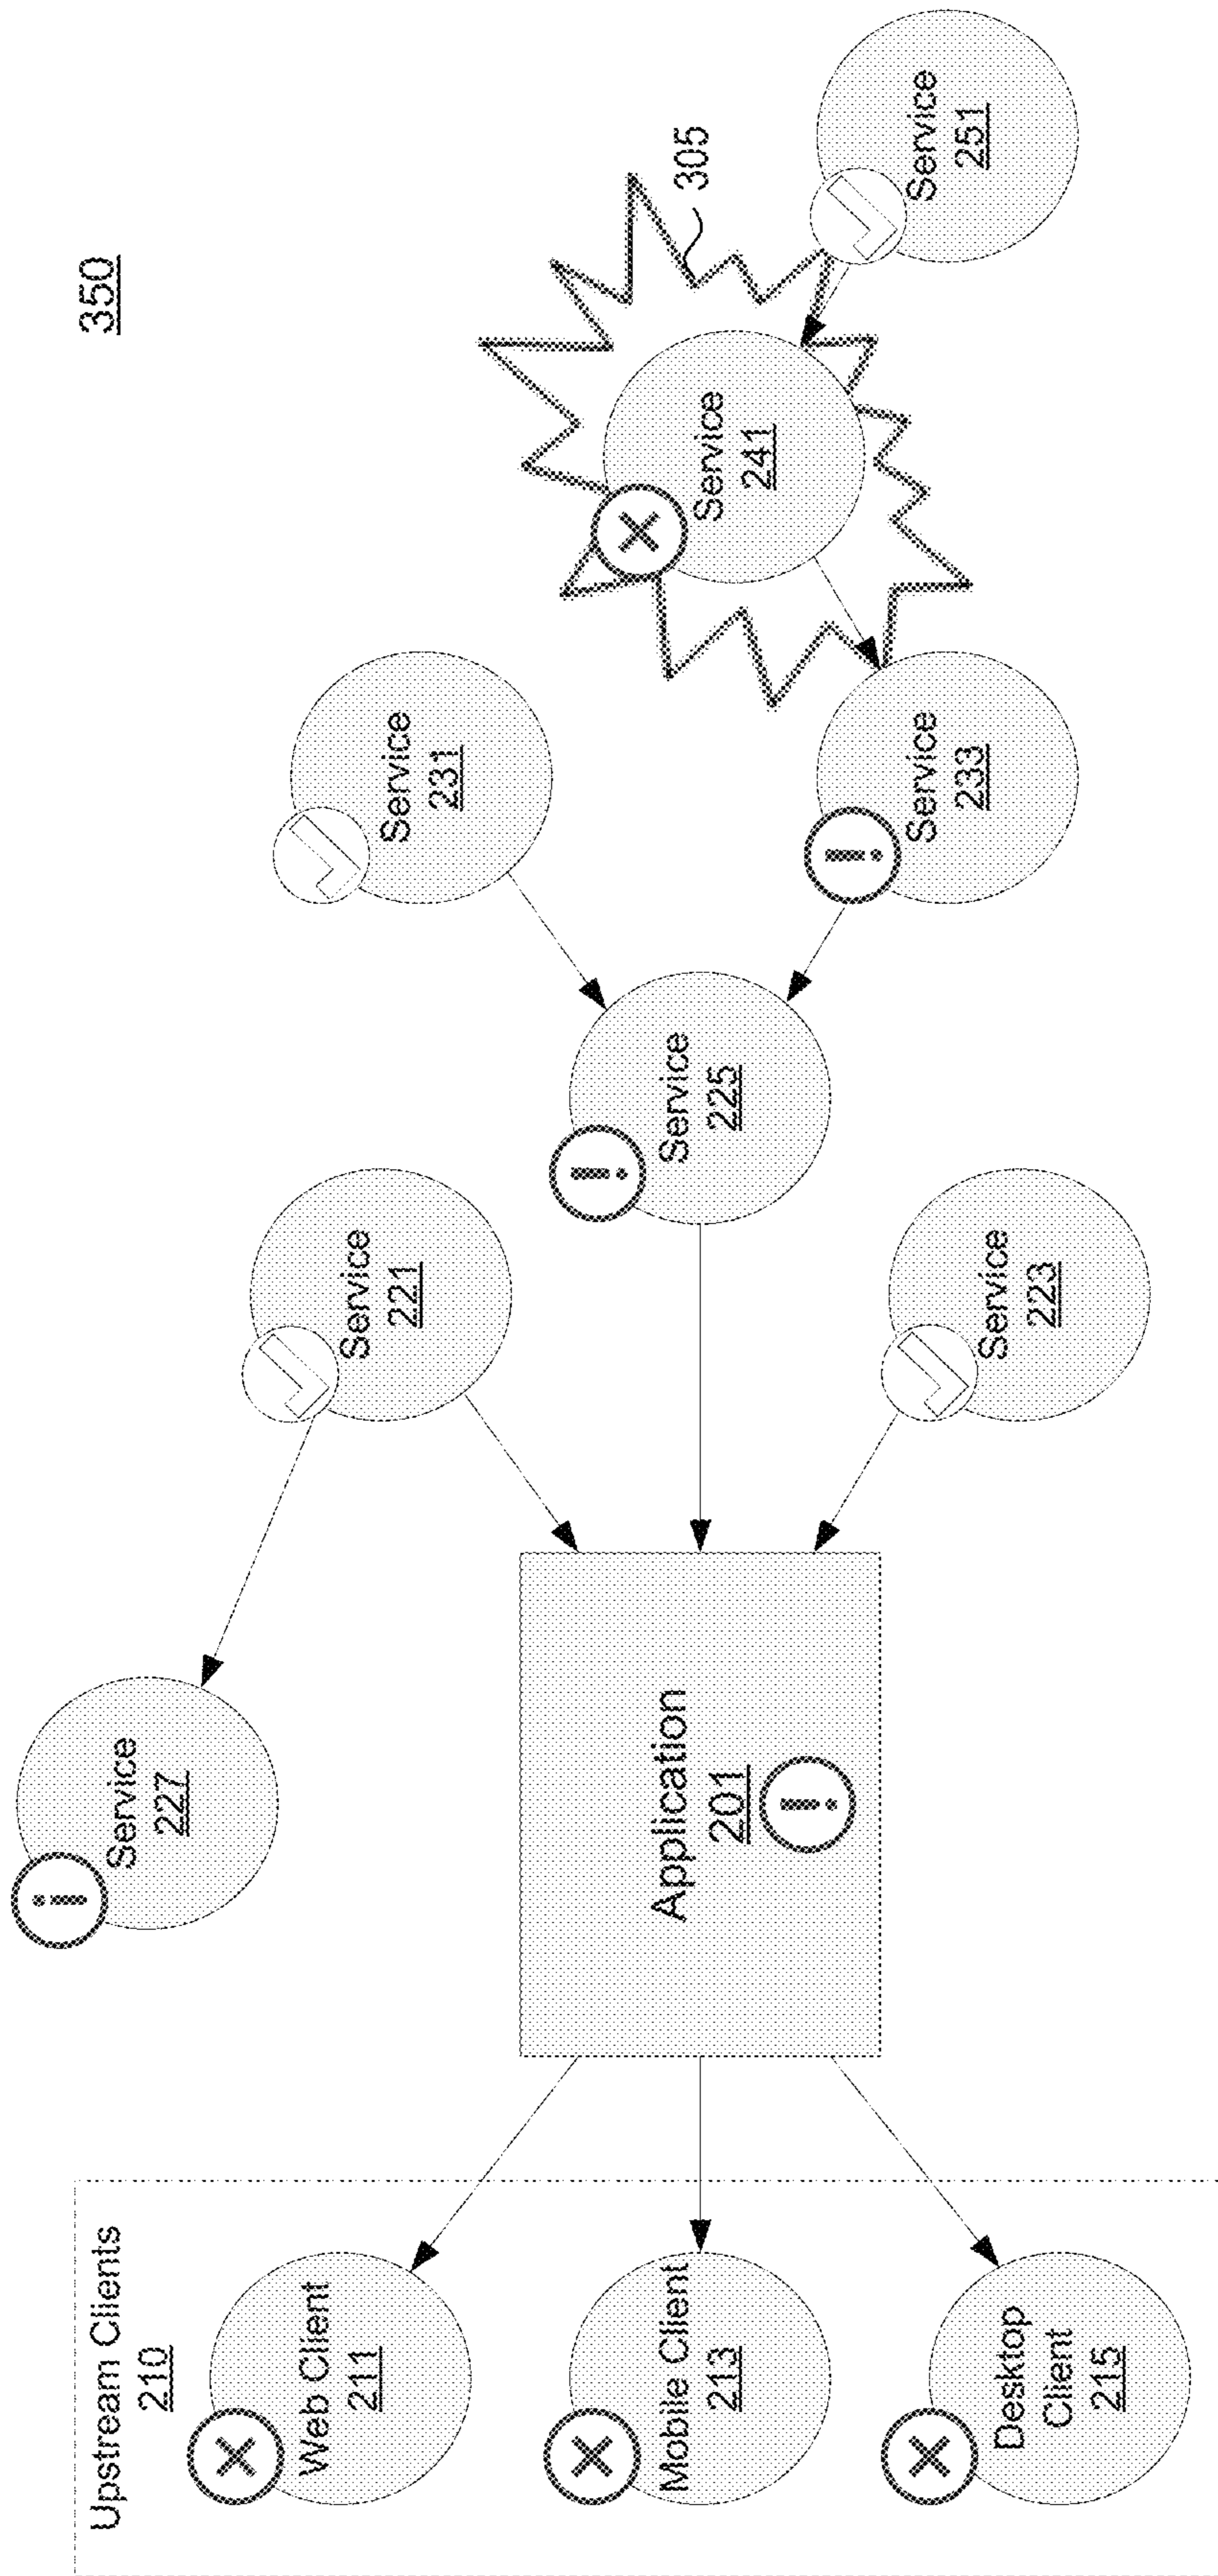 350
Upstream Clients
210
Web Client
211
Mobile Client
213
Desktop
Client
215
Application
201
Service
227
Service
221
Service
223
Service
225
Service
231
Service
233
Service
241
305
Service
251